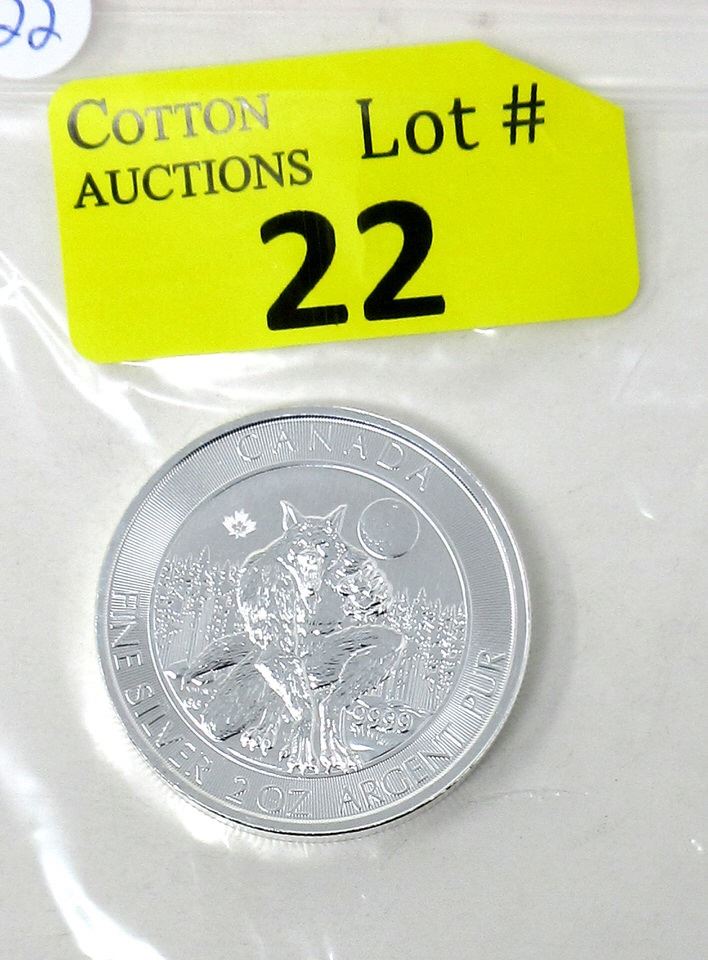 22
COTTON
AUCTIONS
Lot #
22
CANADA
9999
FINE SILVER 2 OZ ARGENT PUR